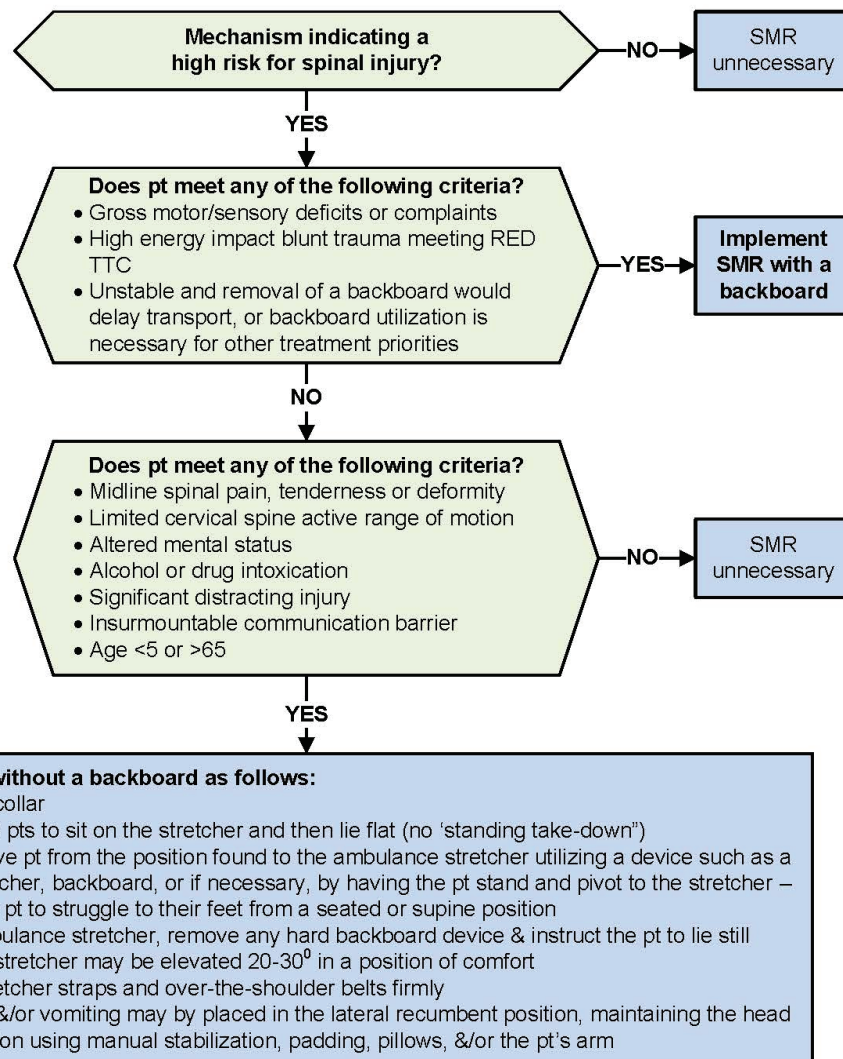 Mechanism indicating a
high risk for spinal injury?
NO
SMR
unnecessary
YES
Does pt meet any of the following criteria?
• Gross motor/sensory deficits or complaints
• High energy impact blunt trauma meeting RED
TTC
• Unstable and removal of a backboard would
delay transport, or backboard utilization is
necessary for other treatment priorities
YES
Implement
SMR with a
backboard
NO
Does pt meet any of the following criteria?
• Midline spinal pain, tenderness or deformity
• Limited cervical spine active range of motion
• Altered mental status
• Alcohol or drug intoxication
• Significant distracting injury
• Insurmountable communication barrier
• Age <5 or >65
NO
SMR
unnecessary
YES
without a backboard as follows:
collar
pts to sit on the stretcher and then lie flat (no ‘standing take-down”)
pt from the position found to the ambulance stretcher utilizing a device such as a
backboard, or if necessary, by having the pt stand and pivot to the stretcher –
pt to struggle to their feet from a seated or supine position
stretcher, remove any hard backboard device & instruct the pt to lie still
stretcher may be elevated 20-30⁰ in a position of comfort
straps and over-the-shoulder belts firmly
&/or vomiting may by placed in the lateral recumbent position, maintaining the head
using manual stabilization, padding, pillows, &/or the pt’s arm